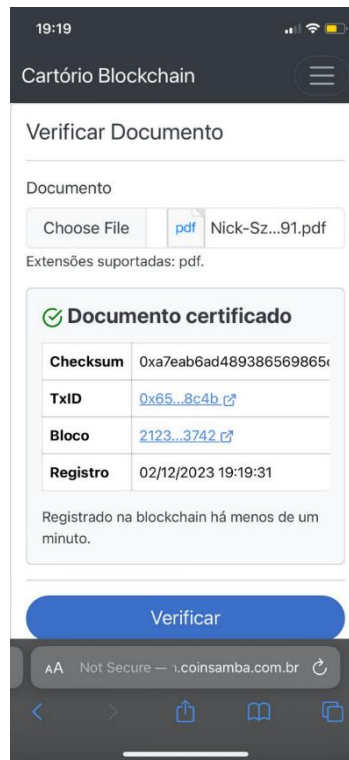 19:19
Cartório Blockchain
Verificar Documento
Documento
Choose File pdf Nick-Sz...91.pdf
Extensões suportadas: pdf.
Documento certificado
Checksum 0xa7eab6ad489386569865c
TxID 0x65...8c4b
Bloco 2123...3742
Registro 02/12/2023 19:19:31
Registrado na blockchain há menos de um
minuto.
Verificar
AA Not Secure — n.coinsamba.com.br